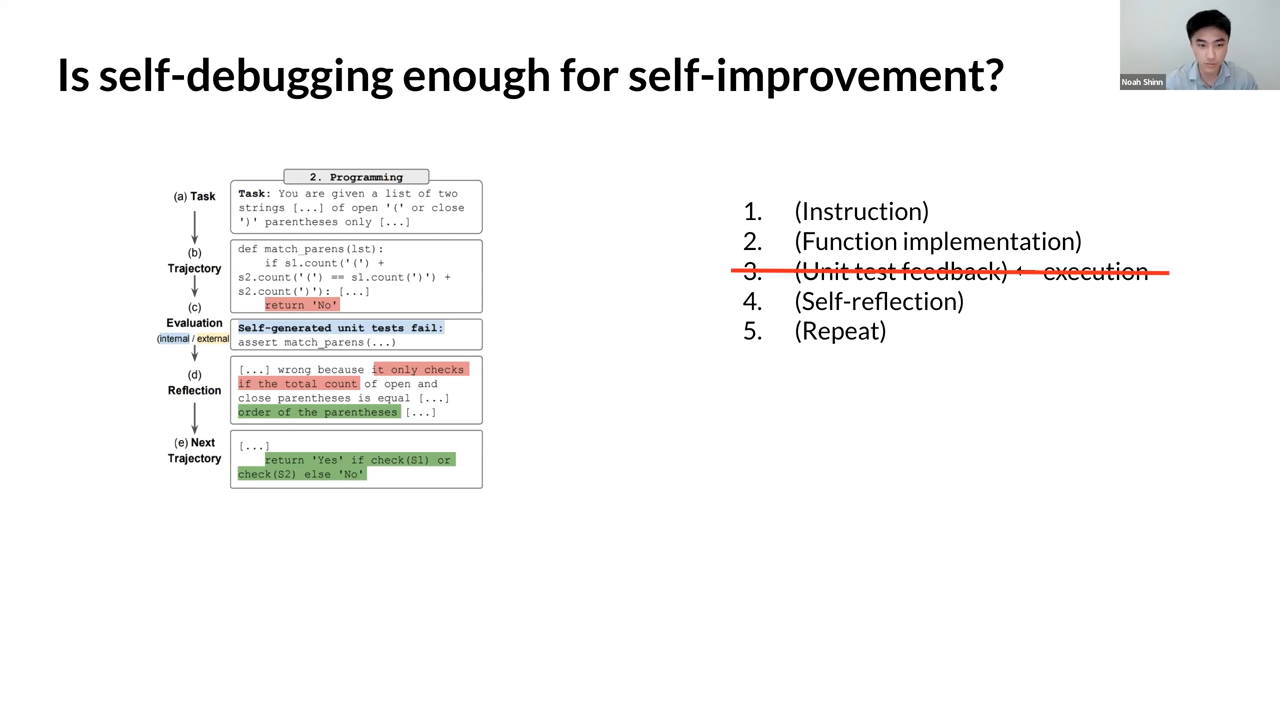 Is self-debugging enough for self-improvement?
Noah Shinn
2. Programming
(a) Task
Task: You are given a list of two
strings [...] of open '(' or close
')' parentheses only [...]
(b)
Trajectory
def match_parens(lst):
if s1.count('(') +
s2.count('(') == s1.count(')') +
s2.count(')'): [...]
return 'No'
(c)
Evaluation
(internal / external)
Self-generated unit tests fail:
assert match_parens(...)
(d)
Reflection
[...] wrong because it only checks
if the total count of open and
close parentheses is equal [...]
order of the parentheses [...]
(e) Next
Trajectory
[...]
return 'Yes' if check(S1) or
check(S2) else 'No'
1. (Instruction)
2. (Function implementation)
3. (Unit test feedback) ← execution
4. (Self-reflection)
5. (Repeat)